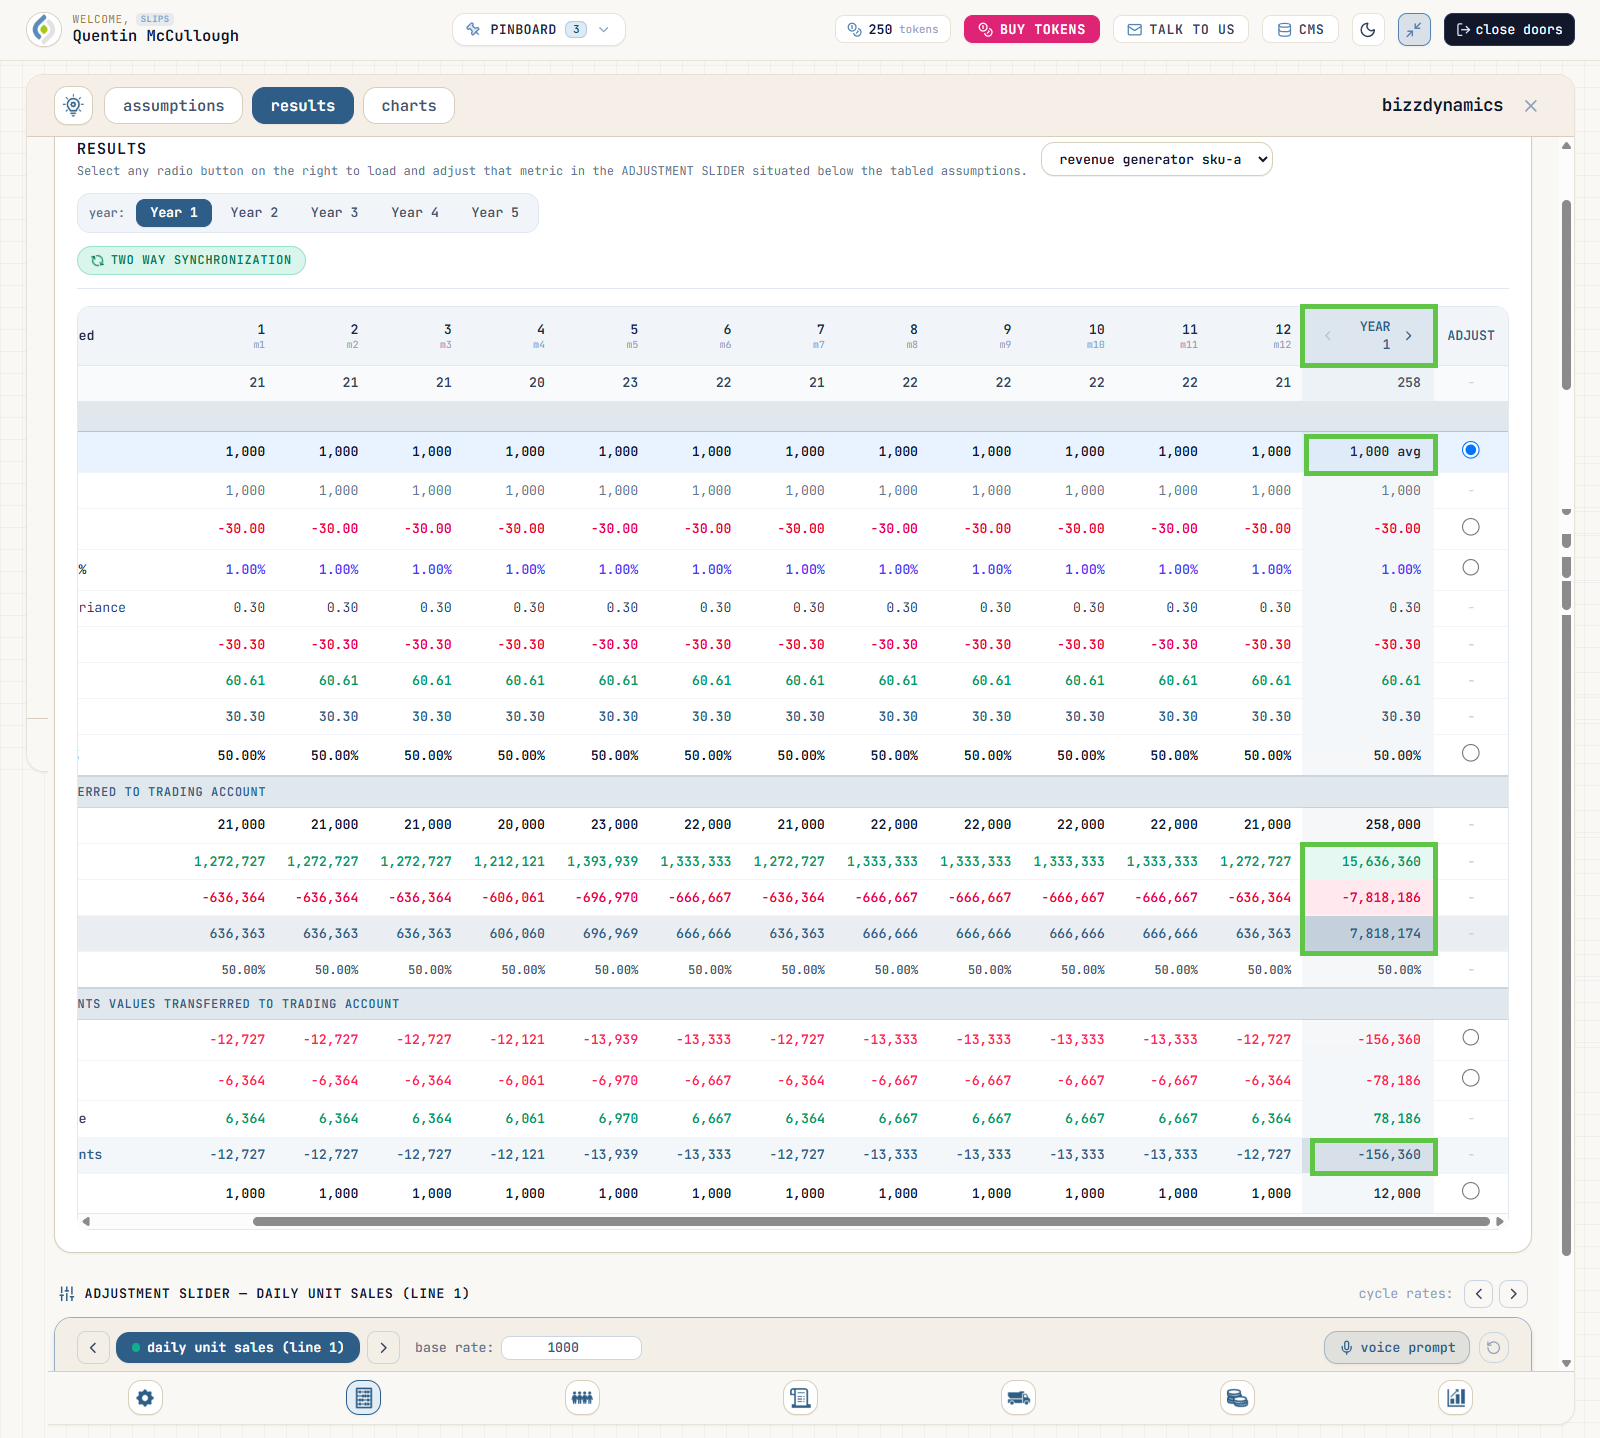 WELCOME, SLIPS
Quentin McCullough
PINBOARD 3
250 tokens
BUY TOKENS
TALK TO US
CMS
close doors
assumptions
results
charts
bizzdynamics
RESULTS
Select any radio button on the right to load and adjust that metric in the ADJUSTMENT SLIDER situated below the tabled assumptions.
revenue generator sku-a
year: Year 1 Year 2 Year 3 Year 4 Year 5
TWO WAY SYNCHRONIZATION
ed 1 2 3 4 5 6 7 8 9 10 11 12 YEAR 1 ADJUST
m1 m2 m3 m4 m5 m6 m7 m8 m9 m10 m11 m12
21 21 21 20 23 22 21 22 22 22 22 21 258 -
1,000 1,000 1,000 1,000 1,000 1,000 1,000 1,000 1,000 1,000 1,000 1,000 1,000 avg
1,000 1,000 1,000 1,000 1,000 1,000 1,000 1,000 1,000 1,000 1,000 1,000 1,000 -
-30.00 -30.00 -30.00 -30.00 -30.00 -30.00 -30.00 -30.00 -30.00 -30.00 -30.00 -30.00 -30.00
% 1.00% 1.00% 1.00% 1.00% 1.00% 1.00% 1.00% 1.00% 1.00% 1.00% 1.00% 1.00% 1.00%
riance 0.30 0.30 0.30 0.30 0.30 0.30 0.30 0.30 0.30 0.30 0.30 0.30 0.30 -
-30.30 -30.30 -30.30 -30.30 -30.30 -30.30 -30.30 -30.30 -30.30 -30.30 -30.30 -30.30 -30.30 -
60.61 60.61 60.61 60.61 60.61 60.61 60.61 60.61 60.61 60.61 60.61 60.61 60.61 -
30.30 30.30 30.30 30.30 30.30 30.30 30.30 30.30 30.30 30.30 30.30 30.30 30.30 -
50.00% 50.00% 50.00% 50.00% 50.00% 50.00% 50.00% 50.00% 50.00% 50.00% 50.00% 50.00% 50.00%
ERRED TO TRADING ACCOUNT
21,000 21,000 21,000 20,000 23,000 22,000 21,000 22,000 22,000 22,000 22,000 21,000 258,000 -
1,272,727 1,272,727 1,272,727 1,212,121 1,393,939 1,333,333 1,272,727 1,333,333 1,333,333 1,333,333 1,333,333 1,272,727 15,636,360 -
-636,364 -636,364 -636,364 -606,061 -696,970 -666,667 -636,364 -666,667 -666,667 -666,667 -666,667 -636,364 -7,818,186 -
636,363 636,363 636,363 606,060 696,969 666,666 636,363 666,666 666,666 666,666 666,666 636,363 7,818,174 -
50.00% 50.00% 50.00% 50.00% 50.00% 50.00% 50.00% 50.00% 50.00% 50.00% 50.00% 50.00% 50.00% -
NTS VALUES TRANSFERRED TO TRADING ACCOUNT
-12,727 -12,727 -12,727 -12,121 -13,939 -13,333 -12,727 -13,333 -13,333 -13,333 -13,333 -12,727 -156,360
-6,364 -6,364 -6,364 -6,061 -6,970 -6,667 -6,364 -6,667 -6,667 -6,667 -6,667 -6,364 -78,186
e 6,364 6,364 6,364 6,061 6,970 6,667 6,364 6,667 6,667 6,667 6,667 6,364 78,186 -
nts -12,727 -12,727 -12,727 -12,121 -13,939 -13,333 -12,727 -13,333 -13,333 -13,333 -13,333 -12,727 -156,360 -
1,000 1,000 1,000 1,000 1,000 1,000 1,000 1,000 1,000 1,000 1,000 1,000 12,000
ADJUSTMENT SLIDER — DAILY UNIT SALES (LINE 1)
cycle rates:
daily unit sales (line 1)
base rate: 1000
voice prompt